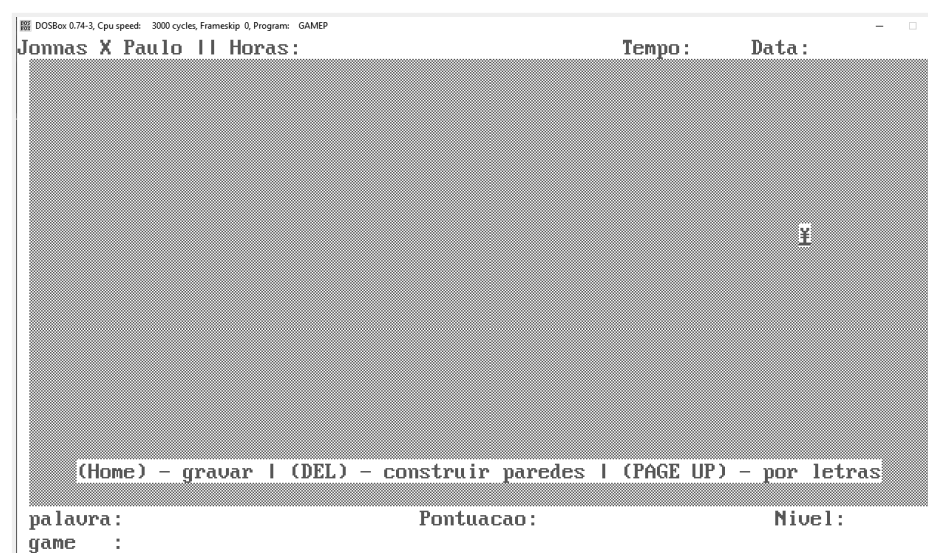 DOSBox 0.74-3, Cpu speed: 3000 cycles, Frameskip 0, Program: GAMEP
Jonnas X Paulo || Horas: Tempo: Data:
¥
(Home) - gravar | (DEL) - construir paredes | (PAGE UP) - por letras
palavra: Pontuacao: Nivel:
game :